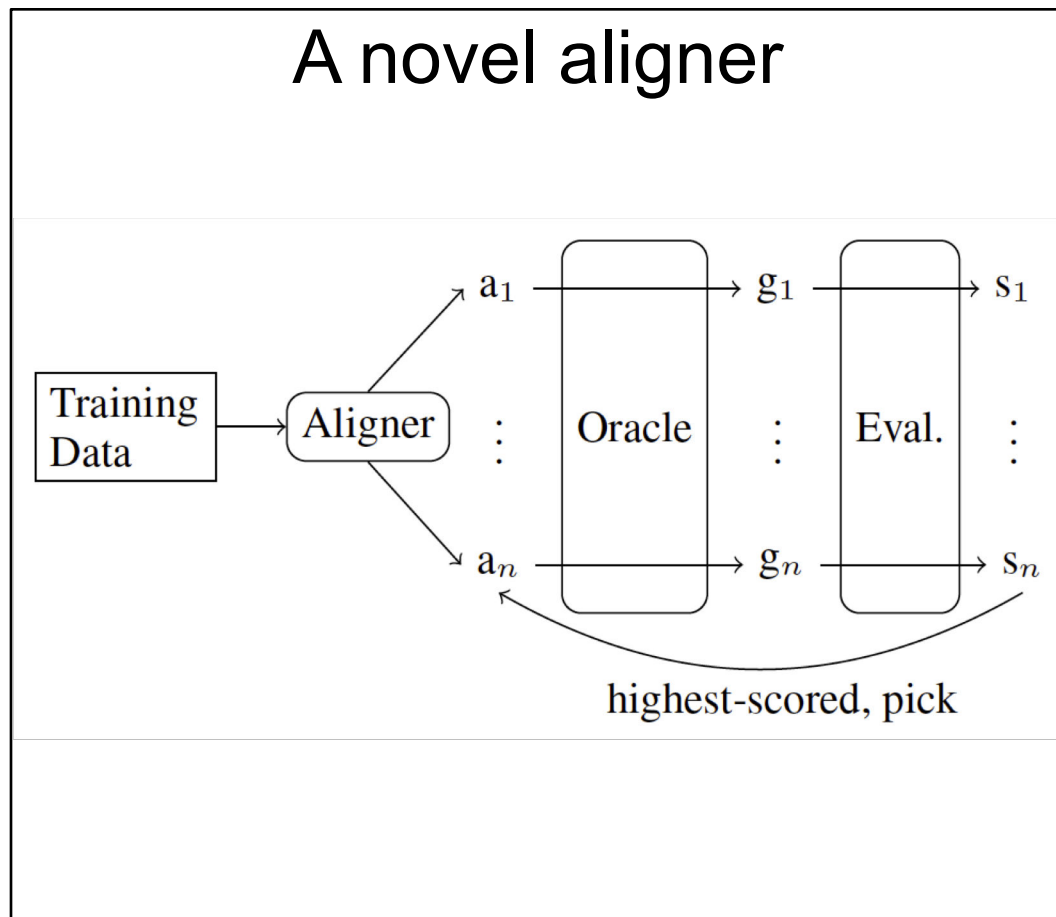 A novel aligner
a₁ g₁ s₁
Training
Data
Aligner
⋮ Oracle ⋮ Eval. ⋮
aₙ gₙ sₙ
highest-scored, pick